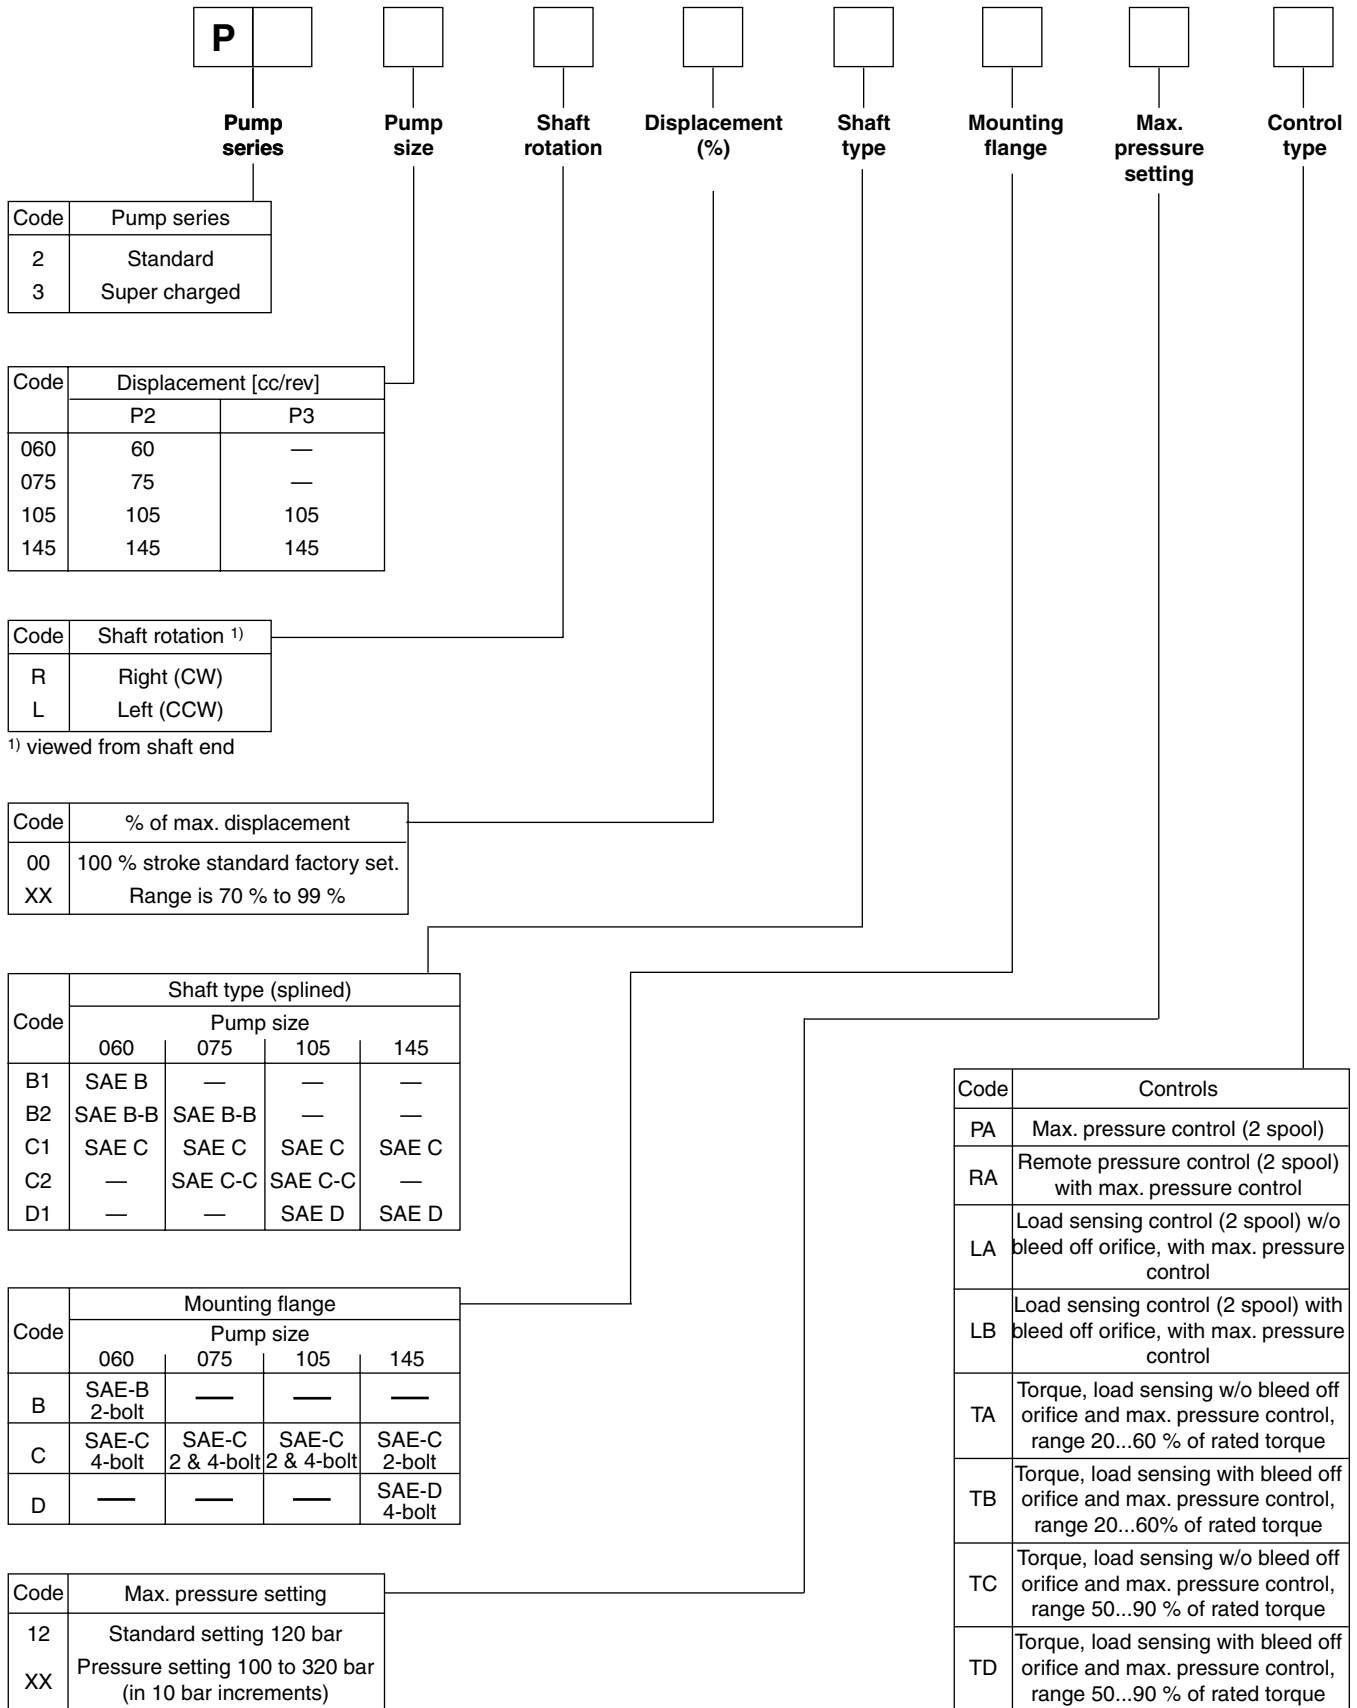 P
Pump series
Pump size
Shaft rotation
Displacement (%)
Shaft type
Mounting flange
Max. pressure setting
Control type
Code Pump series
2 Standard
3 Super charged
Code Displacement [cc/rev]
P2 P3
060 60 —
075 75 —
105 105 105
145 145 145
Code Shaft rotation 1)
R Right (CW)
L Left (CCW)
1) viewed from shaft end
Code % of max. displacement
00 100 % stroke standard factory set.
XX Range is 70 % to 99 %
Code Shaft type (splined)
Pump size
060 075 105 145
B1 SAE B — — —
B2 SAE B-B SAE B-B — —
C1 SAE C SAE C SAE C SAE C
C2 — SAE C-C SAE C-C —
D1 — — SAE D SAE D
Code Mounting flange
Pump size
060 075 105 145
B SAE-B 2-bolt — — —
C SAE-C 4-bolt SAE-C 2 & 4-bolt SAE-C 2 & 4-bolt SAE-C 2-bolt
D — — — SAE-D 4-bolt
Code Max. pressure setting
12 Standard setting 120 bar
XX Pressure setting 100 to 320 bar
(in 10 bar increments)
Code Controls
PA Max. pressure control (2 spool)
RA Remote pressure control (2 spool)
with max. pressure control
LA Load sensing control (2 spool) w/o
bleed off orifice, with max. pressure
control
LB Load sensing control (2 spool) with
bleed off orifice, with max. pressure
control
TA Torque, load sensing w/o bleed off
orifice and max. pressure control,
range 20...60 % of rated torque
TB Torque, load sensing with bleed off
orifice and max. pressure control,
range 20...60% of rated torque
TC Torque, load sensing w/o bleed off
orifice and max. pressure control,
range 50...90 % of rated torque
TD Torque, load sensing with bleed off
orifice and max. pressure control,
range 50...90 % of rated torque